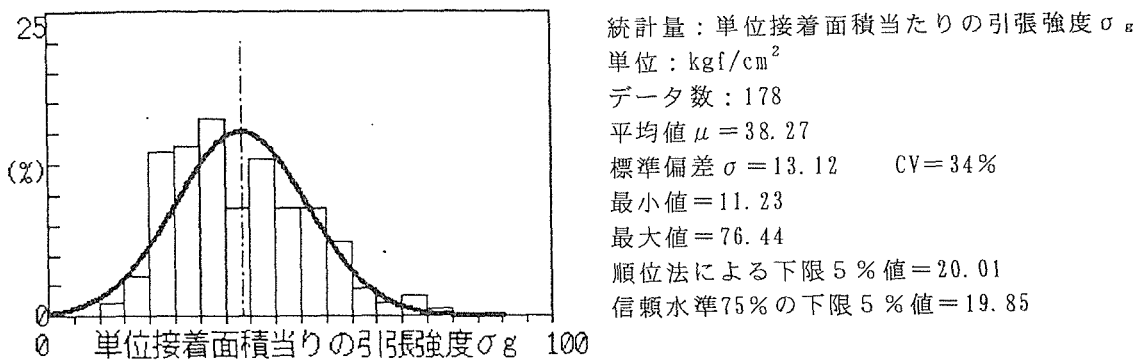 25
(%)
0
単位接着面積当りの引張強度σg
100
統計量：単位接着面積当たりの引張強度σg
単位：kgf/cm²
データ数：178
平均値μ＝38.27
標準偏差σ＝13.12 CV＝34%
最小値＝11.23
最大値＝76.44
順位法による下限5％値＝20.01
信頼水準75%の下限5％値＝19.85